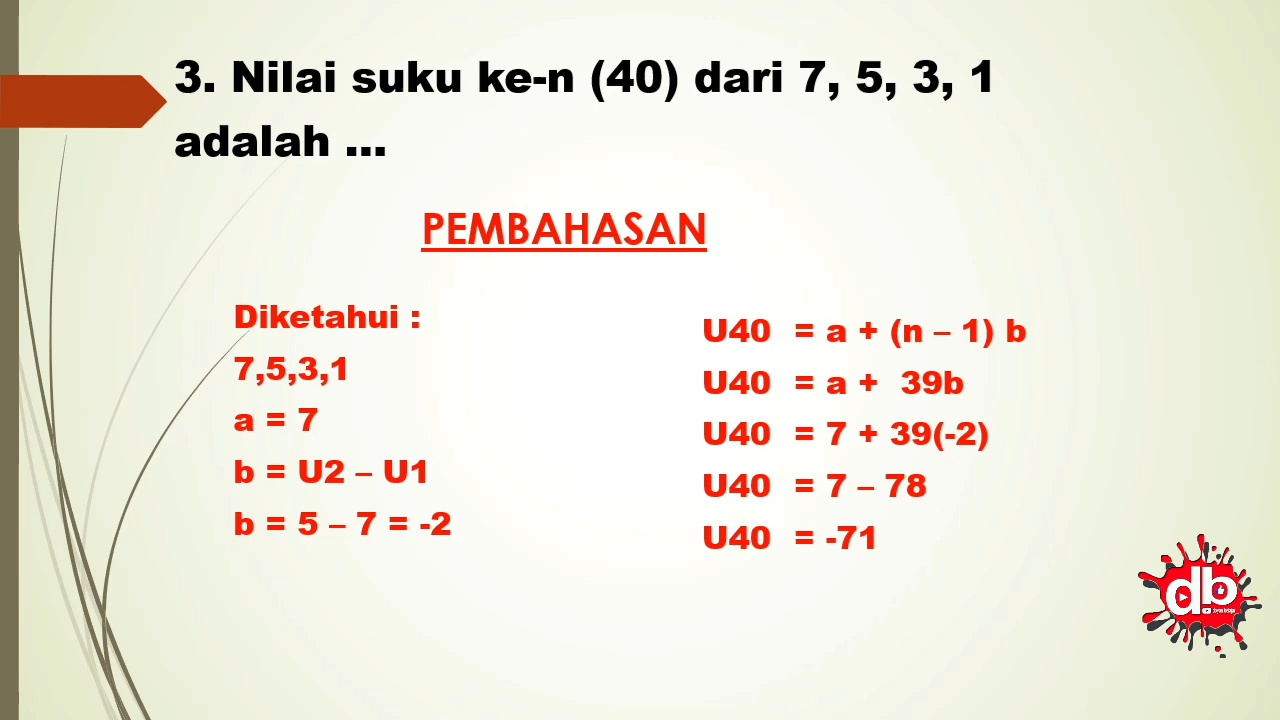 3. Nilai suku ke-n (40) dari 7, 5, 3, 1
adalah ...
PEMBAHASAN
Diketahui :
7,5,3,1
a = 7
b = U2 – U1
b = 5 – 7 = -2
U40 = a + (n – 1) b
U40 = a + 39b
U40 = 7 + 39(-2)
U40 = 7 – 78
U40 = -71
db